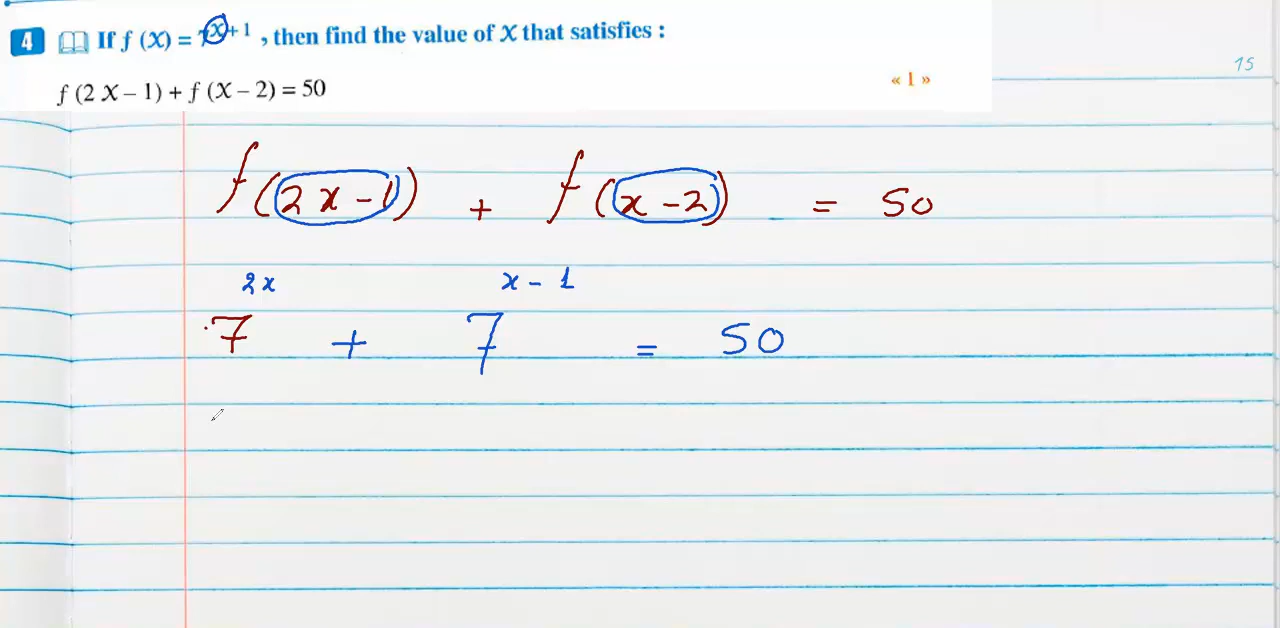 4 If f (x) = 7^x+1 , then find the value of x that satisfies :
f (2 x – 1) + f (x – 2) = 50 « 1 »
15
f(2x-1) + f(x-2) = 50
7^2x + 7^x-1 = 50